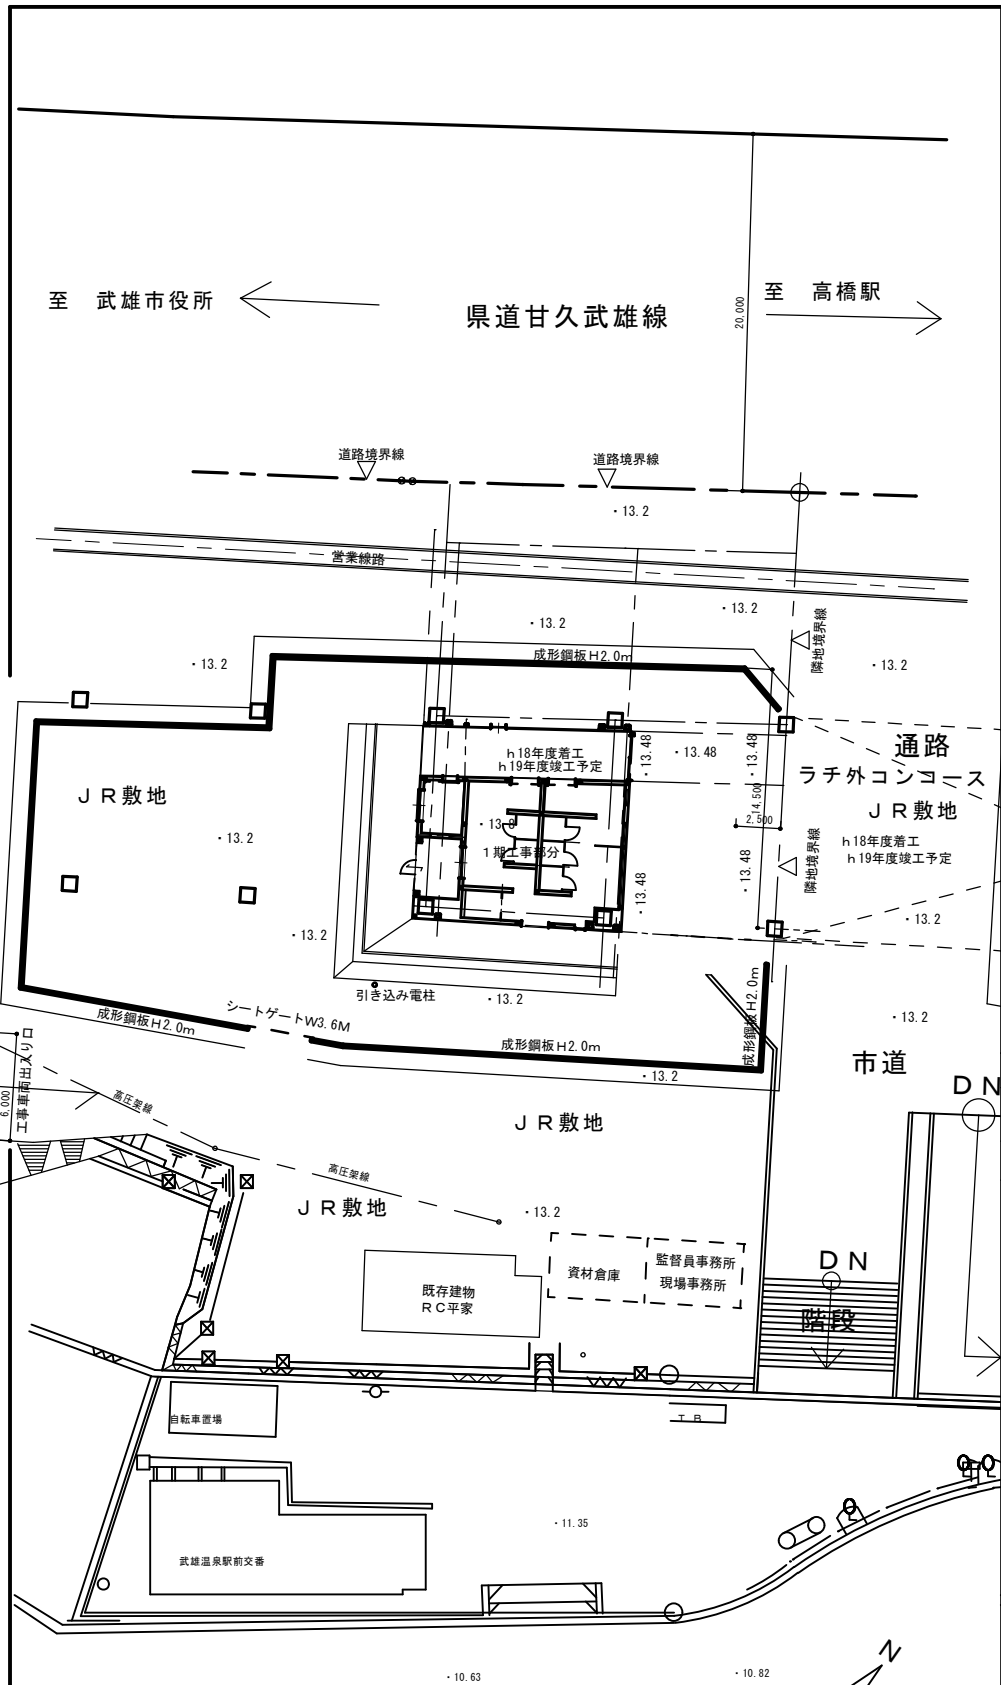 至　武雄市役所
県道甘久武雄線
20,000
至　高橋駅
道路境界線
道路境界線
・13.2
営業線路
・13.2
・13.2
隣地境界線
・13.2
・13.2
成形鋼板H2.0m
h18年度着工
h19年度竣工予定
・13.48
・13.48
・13.48
通路
ラチ外コンコース
ＪＲ敷地
h18年度着工
h19年度竣工予定
ＪＲ敷地
14,500
2,500
・13.2
1期工事部分
・13.48
・13.48
隣地境界線
・13.2
・13.2
引き込み電柱
・13.2
成形鋼板H2.0m
シートゲートW3.6M
成形鋼板H2.0m
成形鋼板H2.0m
・13.2
・13.2
市道
ＤＮ
工事車両出入り口
6,000
高圧架線
ＪＲ敷地
高圧架線
ＪＲ敷地
・13.2
資材倉庫
監督員事務所
現場事務所
既存建物
ＲＣ平家
ＤＮ
階段
自転車置場
Ｔ Ｂ
・11.35
武雄温泉駅前交番
・10.63
・10.82
N